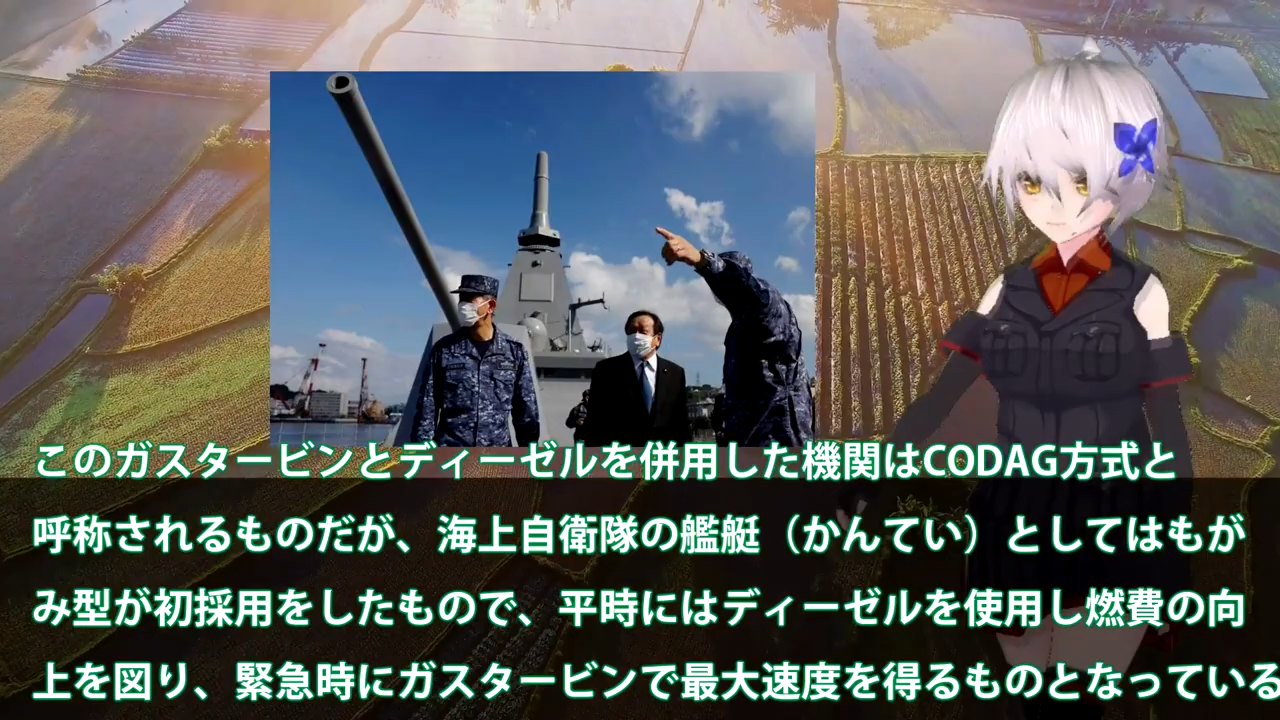 このガスタービンとディーゼルを併用した機関はCODAG方式と
呼称されるものだが、海上自衛隊の艦艇（かんてい）としてはもが
み型が初採用をしたもので、平時にはディーゼルを使用し燃費の向
上を図り、緊急時にガスタービンで最大速度を得るものとなっている